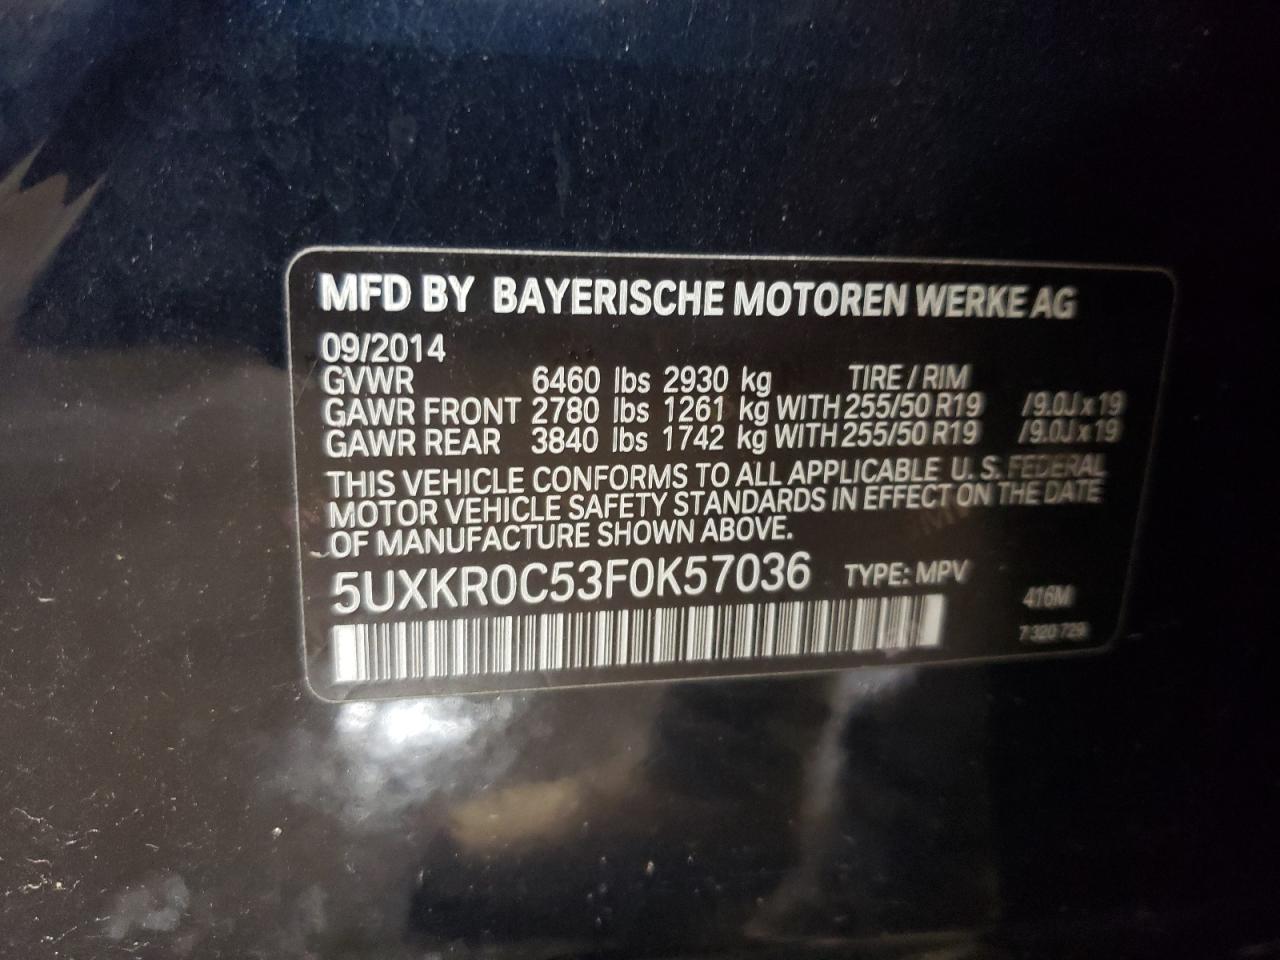 MFD BY BAYERISCHE MOTOREN WERKE AG
09/2014
GVWR 6460 lbs 2930 kg TIRE / RIM
GAWR FRONT 2780 lbs 1261 kg WITH 255/50 R19 /9.0J x 19
GAWR REAR 3840 lbs 1742 kg WITH 255/50 R19 /9.0J x 19
THIS VEHICLE CONFORMS TO ALL APPLICABLE U. S. FEDERAL
MOTOR VEHICLE SAFETY STANDARDS IN EFFECT ON THE DATE
OF MANUFACTURE SHOWN ABOVE.
5UXKR0C53F0K57036 TYPE: MPV
416M
7 320 729